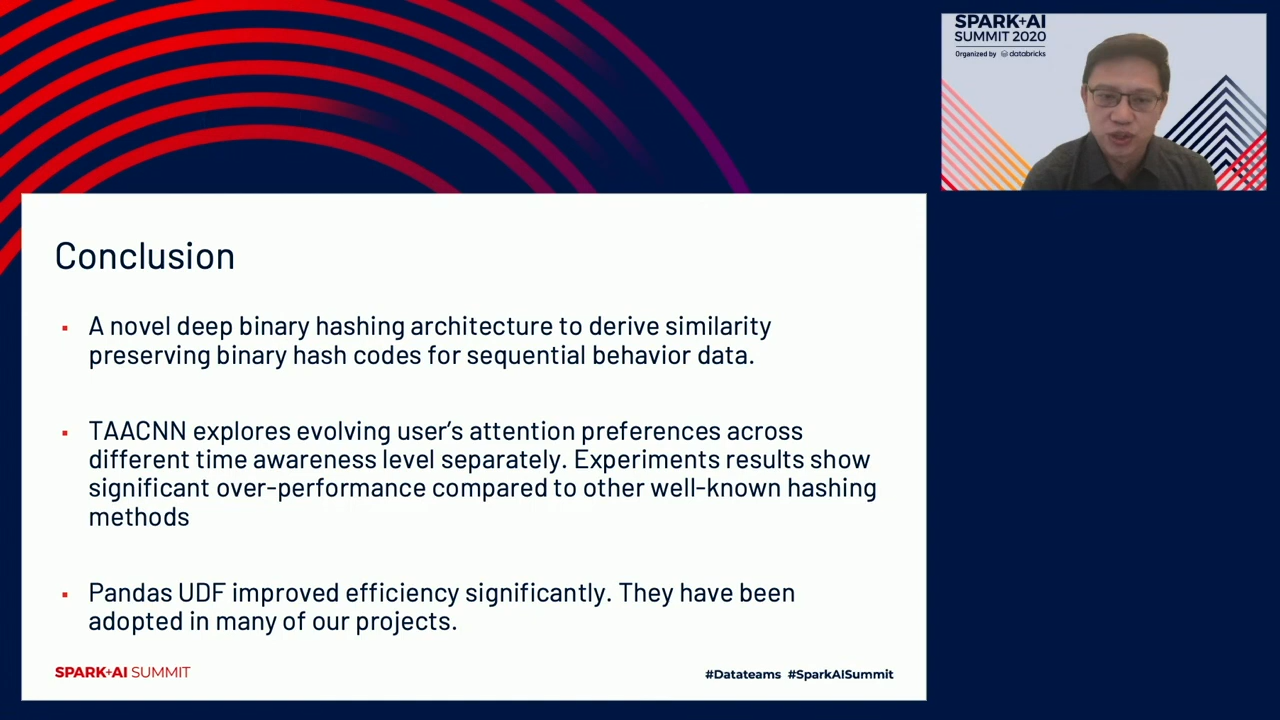 SPARK+AI
SUMMIT 2020
Organized by databricks
Conclusion
A novel deep binary hashing architecture to derive similarity
preserving binary hash codes for sequential behavior data.
TAACNN explores evolving user's attention preferences across
different time awareness level separately. Experiments results show
significant over-performance compared to other well-known hashing
methods
Pandas UDF improved efficiency significantly. They have been
adopted in many of our projects.
SPARK+AI SUMMIT
#Datateams #SparkAISummit